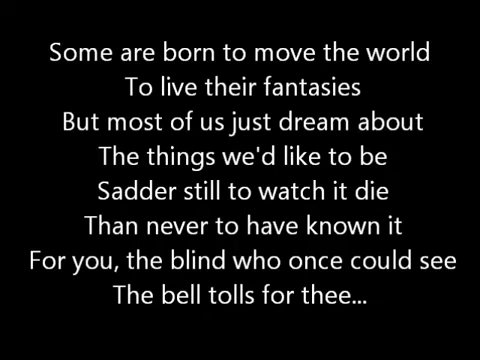 Some are born to move the world
To live their fantasies
But most of us just dream about
The things we'd like to be
Sadder still to watch it die
Than never to have known it
For you, the blind who once could see
The bell tolls for thee...